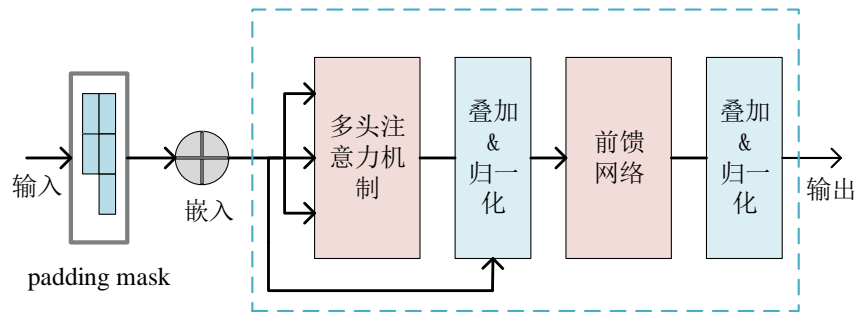 输入
padding mask
嵌入
多头注
意力机
制
叠加
&
归一
化
前馈
网络
叠加
&
归一
化
输出